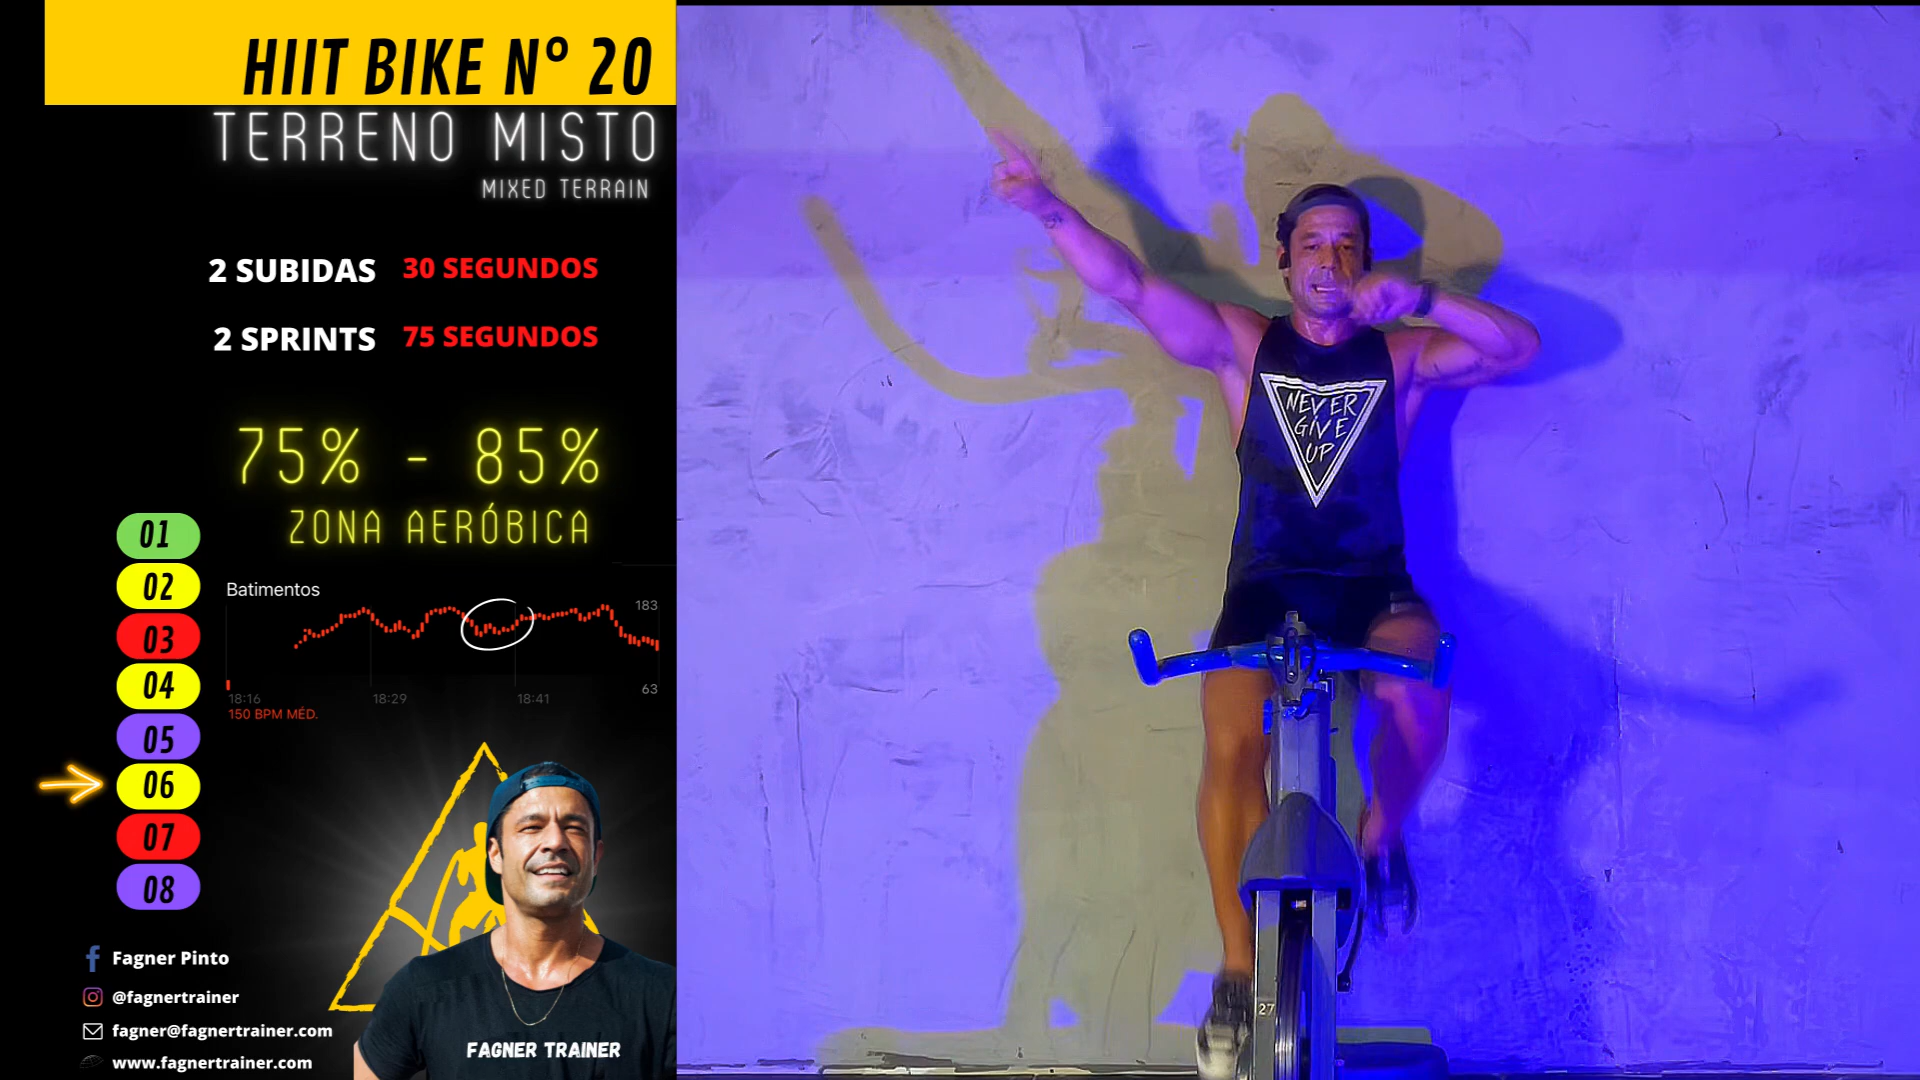 HIIT BIKE Nº 20
TERRENO MISTO
MIXED TERRAIN
2 SUBIDAS 30 SEGUNDOS
2 SPRINTS 75 SEGUNDOS
75% - 85%
ZONA AERÓBICA
01
02
03
04
05
06
07
08
Batimentos
183
63
18:16 18:29 18:41
150 BPM MÉD.
Fagner Pinto
@fagnertrainer
fagner@fagnertrainer.com
www.fagnertrainer.com
FAGNER TRAINER
NEVER
GIVE
UP
27